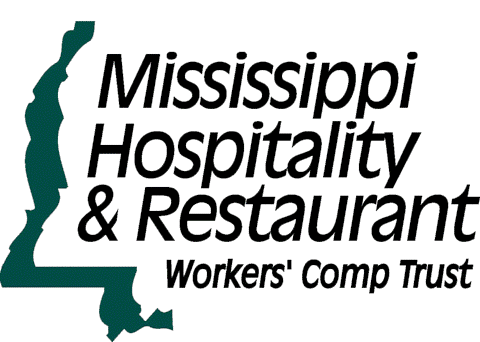 Mississippi
Hospitality
& Restaurant
Workers' Comp Trust